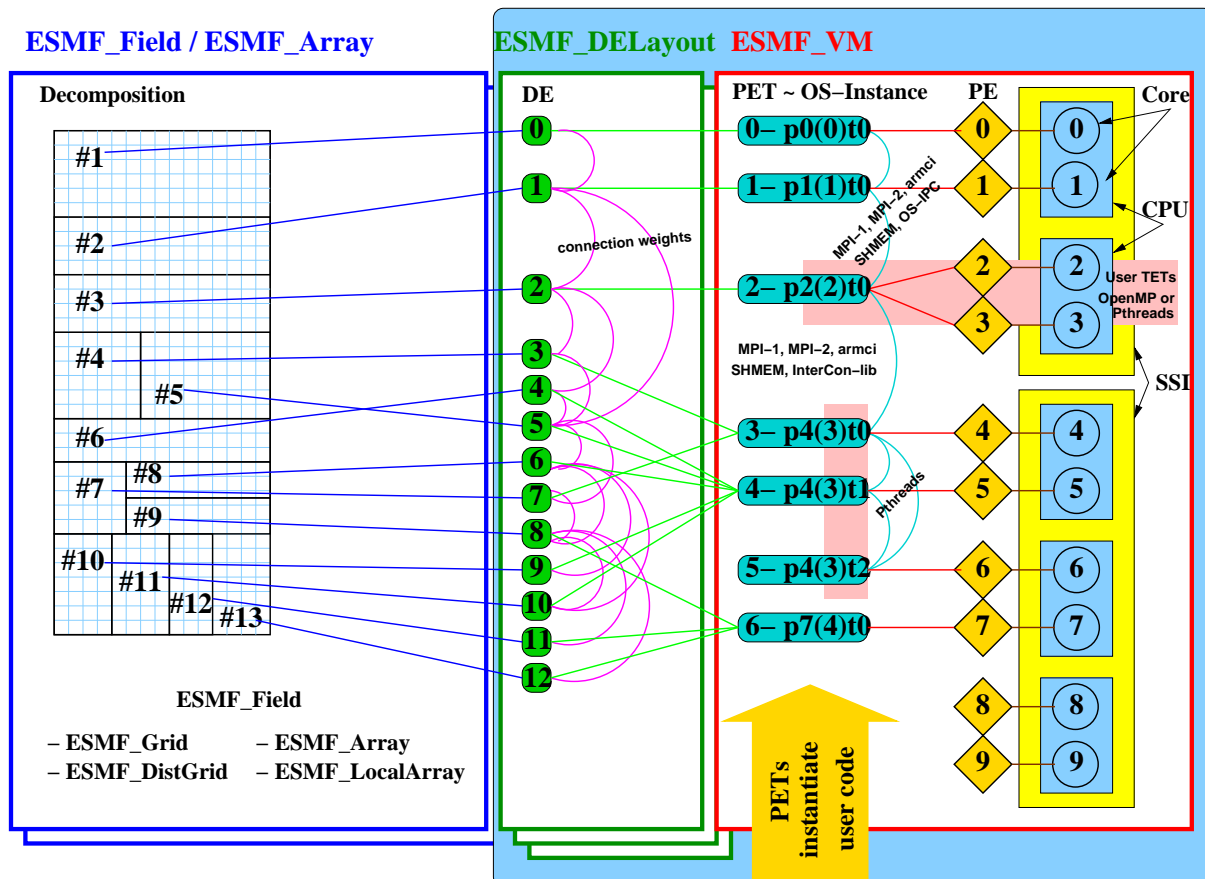 ESMF_Field / ESMF_Array
ESMF_DELayout
ESMF_VM
Decomposition
DE
PET ~ OS−Instance
PE
Core
#1
#2
#3
#4
#5
#6
#7
#8
#9
#10
#11
#12
#13
0
1
2
3
4
5
6
7
8
9
10
11
12
connection weights
0− p0(0)t0
1− p1(1)t0
2− p2(2)t0
3− p4(3)t0
4− p4(3)t1
5− p4(3)t2
6− p7(4)t0
MPI−1, MPI−2, armci
SHMEM, OS−IPC
MPI−1, MPI−2, armci
SHMEM, InterCon−lib
Pthreads
0
1
2
3
4
5
6
7
8
9
0
1
2
3
4
5
6
7
8
9
CPU
User TETs
OpenMP or
Pthreads
SSI
ESMF_Field
− ESMF_Grid
− ESMF_Array
− ESMF_DistGrid
− ESMF_LocalArray
PETs
instantiate
user code